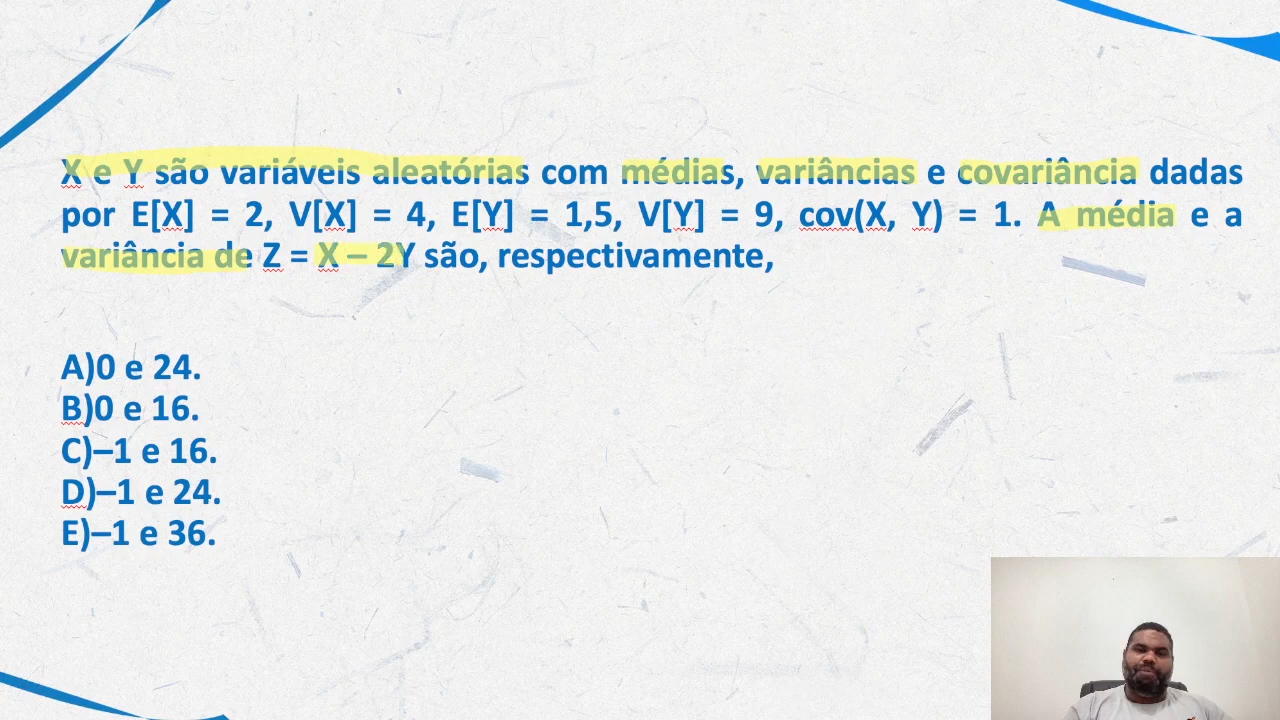 X e Y são variáveis aleatórias com médias, variâncias e covariância dadas
por E[X] = 2, V[X] = 4, E[Y] = 1,5, V[Y] = 9, cov(X, Y) = 1. A média e a
variância de Z = X – 2Y são, respectivamente,
A)0 e 24.
B)0 e 16.
C)–1 e 16.
D)–1 e 24.
E)–1 e 36.